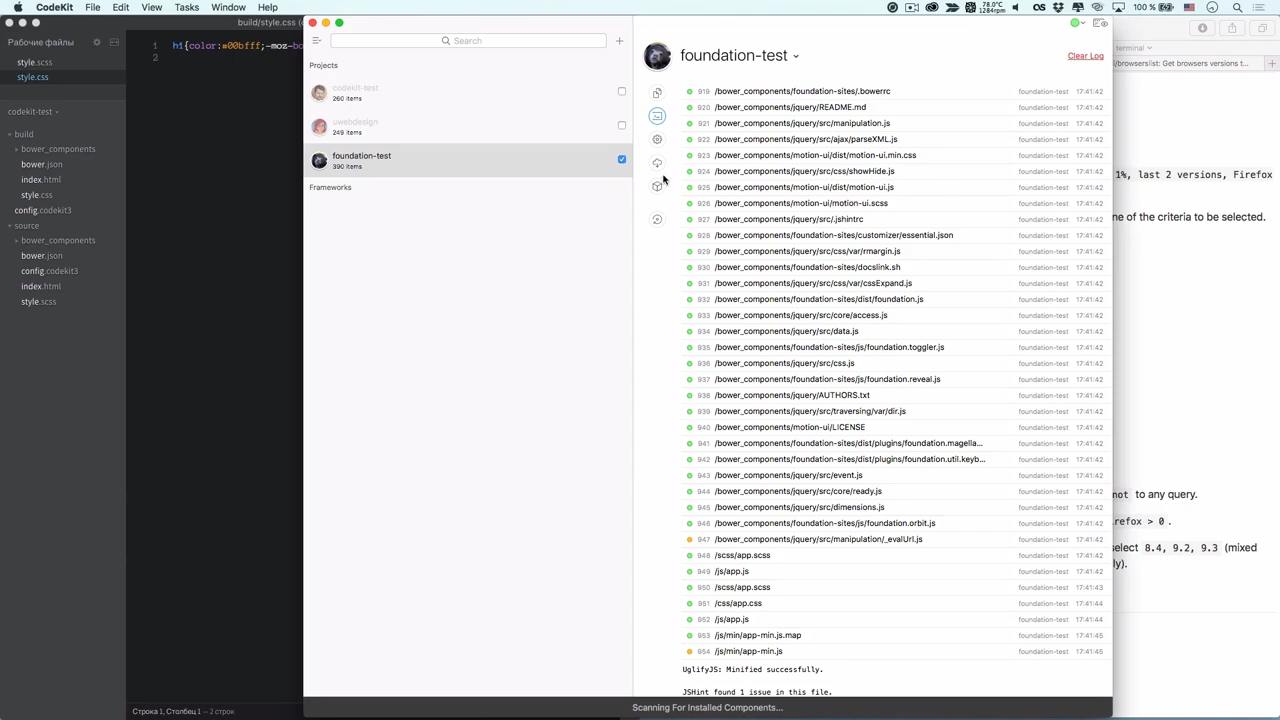 CodeKit File Edit View Tasks Window Help
78.0°C
1284rpm
100 %
build/style.css
Рабочие файлы
style.scss
style.css
codekit-test
build
bower_components
bower.json
index.html
style.css
config.codekit3
source
bower_components
bower.json
config.codekit3
index.html
style.scss
1 h1{color:#00bfff;-moz-bo
2
Строка 1, Столбец 1 — 2 строк
Search
Projects
codekit-test
260 items
uwebdesign
249 items
foundation-test
390 items
Frameworks
foundation-test
Clear Log
919 /bower_components/foundation-sites/.bowerrc foundation-test 17:41:42
920 /bower_components/jquery/README.md foundation-test 17:41:42
921 /bower_components/jquery/src/manipulation.js foundation-test 17:41:42
922 /bower_components/jquery/src/ajax/parseXML.js foundation-test 17:41:42
923 /bower_components/motion-ui/dist/motion-ui.min.css foundation-test 17:41:42
924 /bower_components/jquery/src/css/showHide.js foundation-test 17:41:42
925 /bower_components/motion-ui/dist/motion-ui.js foundation-test 17:41:42
926 /bower_components/motion-ui/motion-ui.scss foundation-test 17:41:42
927 /bower_components/jquery/src/.jshintrc foundation-test 17:41:42
928 /bower_components/foundation-sites/customizer/essential.json foundation-test 17:41:42
929 /bower_components/jquery/src/css/var/rmargin.js foundation-test 17:41:42
930 /bower_components/foundation-sites/docslink.sh foundation-test 17:41:42
931 /bower_components/jquery/src/css/var/cssExpand.js foundation-test 17:41:42
932 /bower_components/foundation-sites/dist/foundation.js foundation-test 17:41:42
933 /bower_components/jquery/src/core/access.js foundation-test 17:41:42
934 /bower_components/jquery/src/data.js foundation-test 17:41:42
935 /bower_components/foundation-sites/js/foundation.toggler.js foundation-test 17:41:42
936 /bower_components/jquery/src/css.js foundation-test 17:41:42
937 /bower_components/foundation-sites/js/foundation.reveal.js foundation-test 17:41:42
938 /bower_components/jquery/AUTHORS.txt foundation-test 17:41:42
939 /bower_components/jquery/src/traversing/var/dir.js foundation-test 17:41:42
940 /bower_components/motion-ui/LICENSE foundation-test 17:41:42
941 /bower_components/foundation-sites/dist/plugins/foundation.magella... foundation-test 17:41:42
942 /bower_components/foundation-sites/dist/plugins/foundation.util.keyb... foundation-test 17:41:42
943 /bower_components/jquery/src/event.js foundation-test 17:41:42
944 /bower_components/jquery/src/core/ready.js foundation-test 17:41:42
945 /bower_components/jquery/src/dimensions.js foundation-test 17:41:42
946 /bower_components/foundation-sites/js/foundation.orbit.js foundation-test 17:41:42
947 /bower_components/jquery/src/manipulation/_evalUrl.js foundation-test 17:41:42
948 /scss/app.scss foundation-test 17:41:42
949 /js/app.js foundation-test 17:41:42
950 /scss/app.scss foundation-test 17:41:43
951 /css/app.css foundation-test 17:41:44
952 /js/app.js foundation-test 17:41:44
953 /js/min/app-min.js.map foundation-test 17:41:45
954 /js/min/app-min.js foundation-test 17:41:45
UglifyJS: Minified successfully.
JSHint found 1 issue in this file.
Scanning For Installed Components...
terminal
/browserslist: Get browsers versions t...
1%, last 2 versions, Firefox
ne of the criteria to be selected.
not to any query.
refox > 0 .
select 8.4, 9.2, 9.3 (mixed
ly).